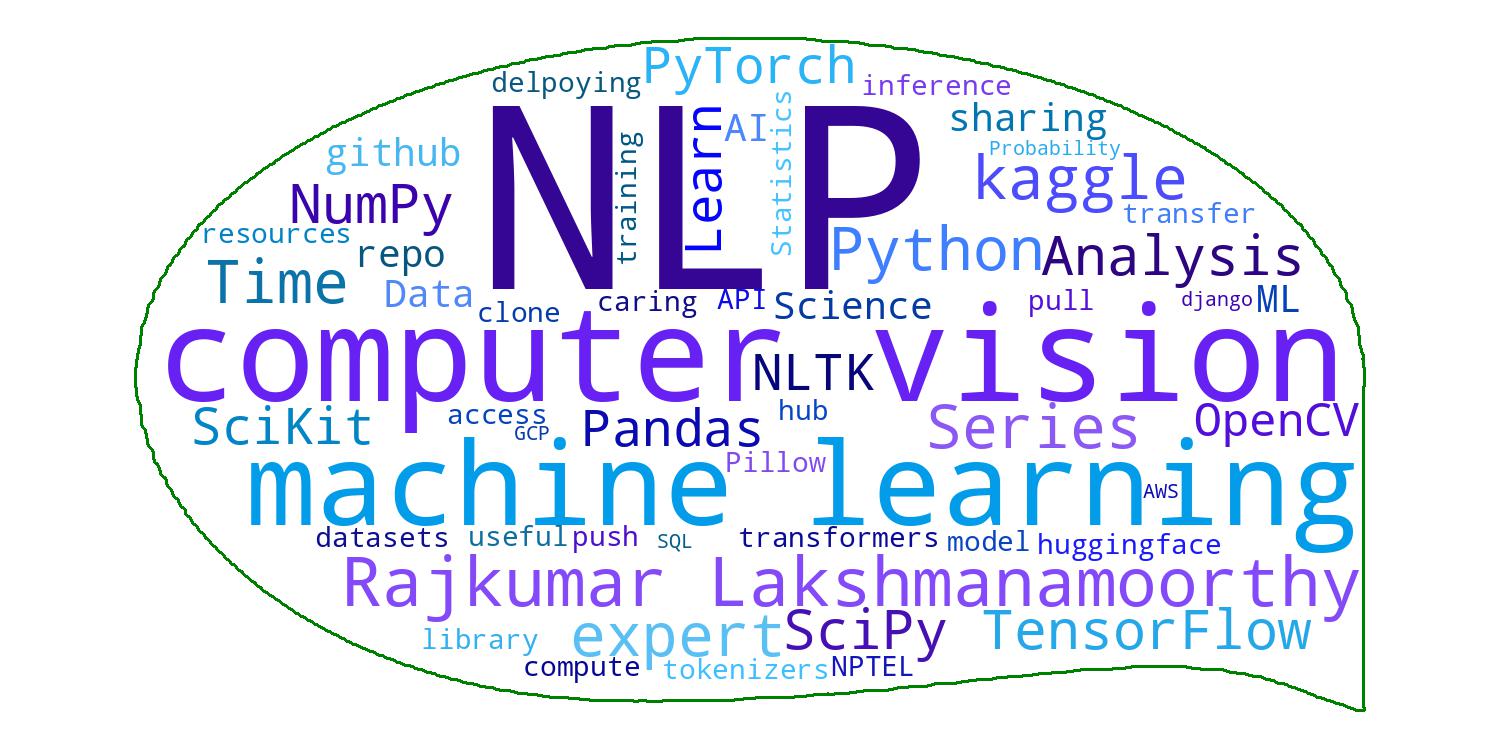 PyTorch
delpoying
inference
NLP
Learn
AI
Statistics
training
sharing
Probability
github
kaggle
NumPy
transfer
resources
repo
Python
Analysis
Time
Data
clone
caring
API
Science
pull
django
ML
computer vision
NLTK
SciKit
access
GCP
Pandas
hub
Series
OpenCV
machine learning
Pillow
AWS
datasets
useful
push
SQL
transformers
model
huggingface
Rajkumar Lakshmanamoorthy
library
expert
SciPy
TensorFlow
compute
tokenizers
NPTEL